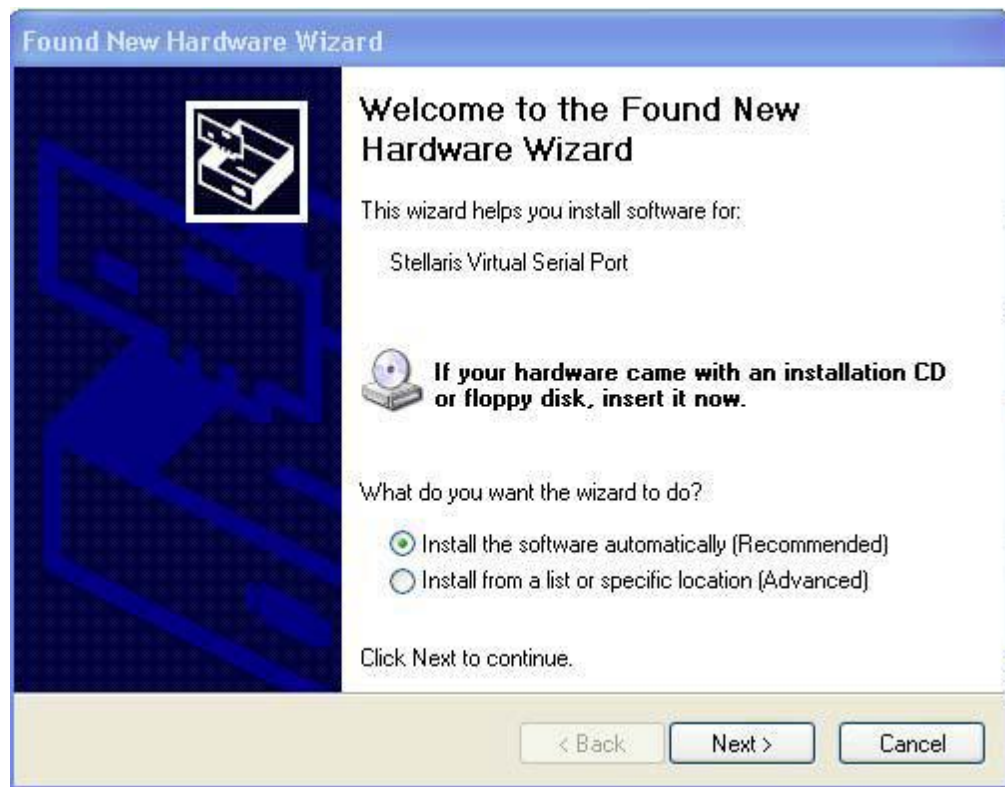 Found New Hardware Wizard
Welcome to the Found New
Hardware Wizard
This wizard helps you install software for:
Stellaris Virtual Serial Port
If your hardware came with an installation CD
or floppy disk, insert it now.
What do you want the wizard to do?
Install the software automatically (Recommended)
Install from a list or specific location (Advanced)
Click Next to continue.
< Back Next > Cancel